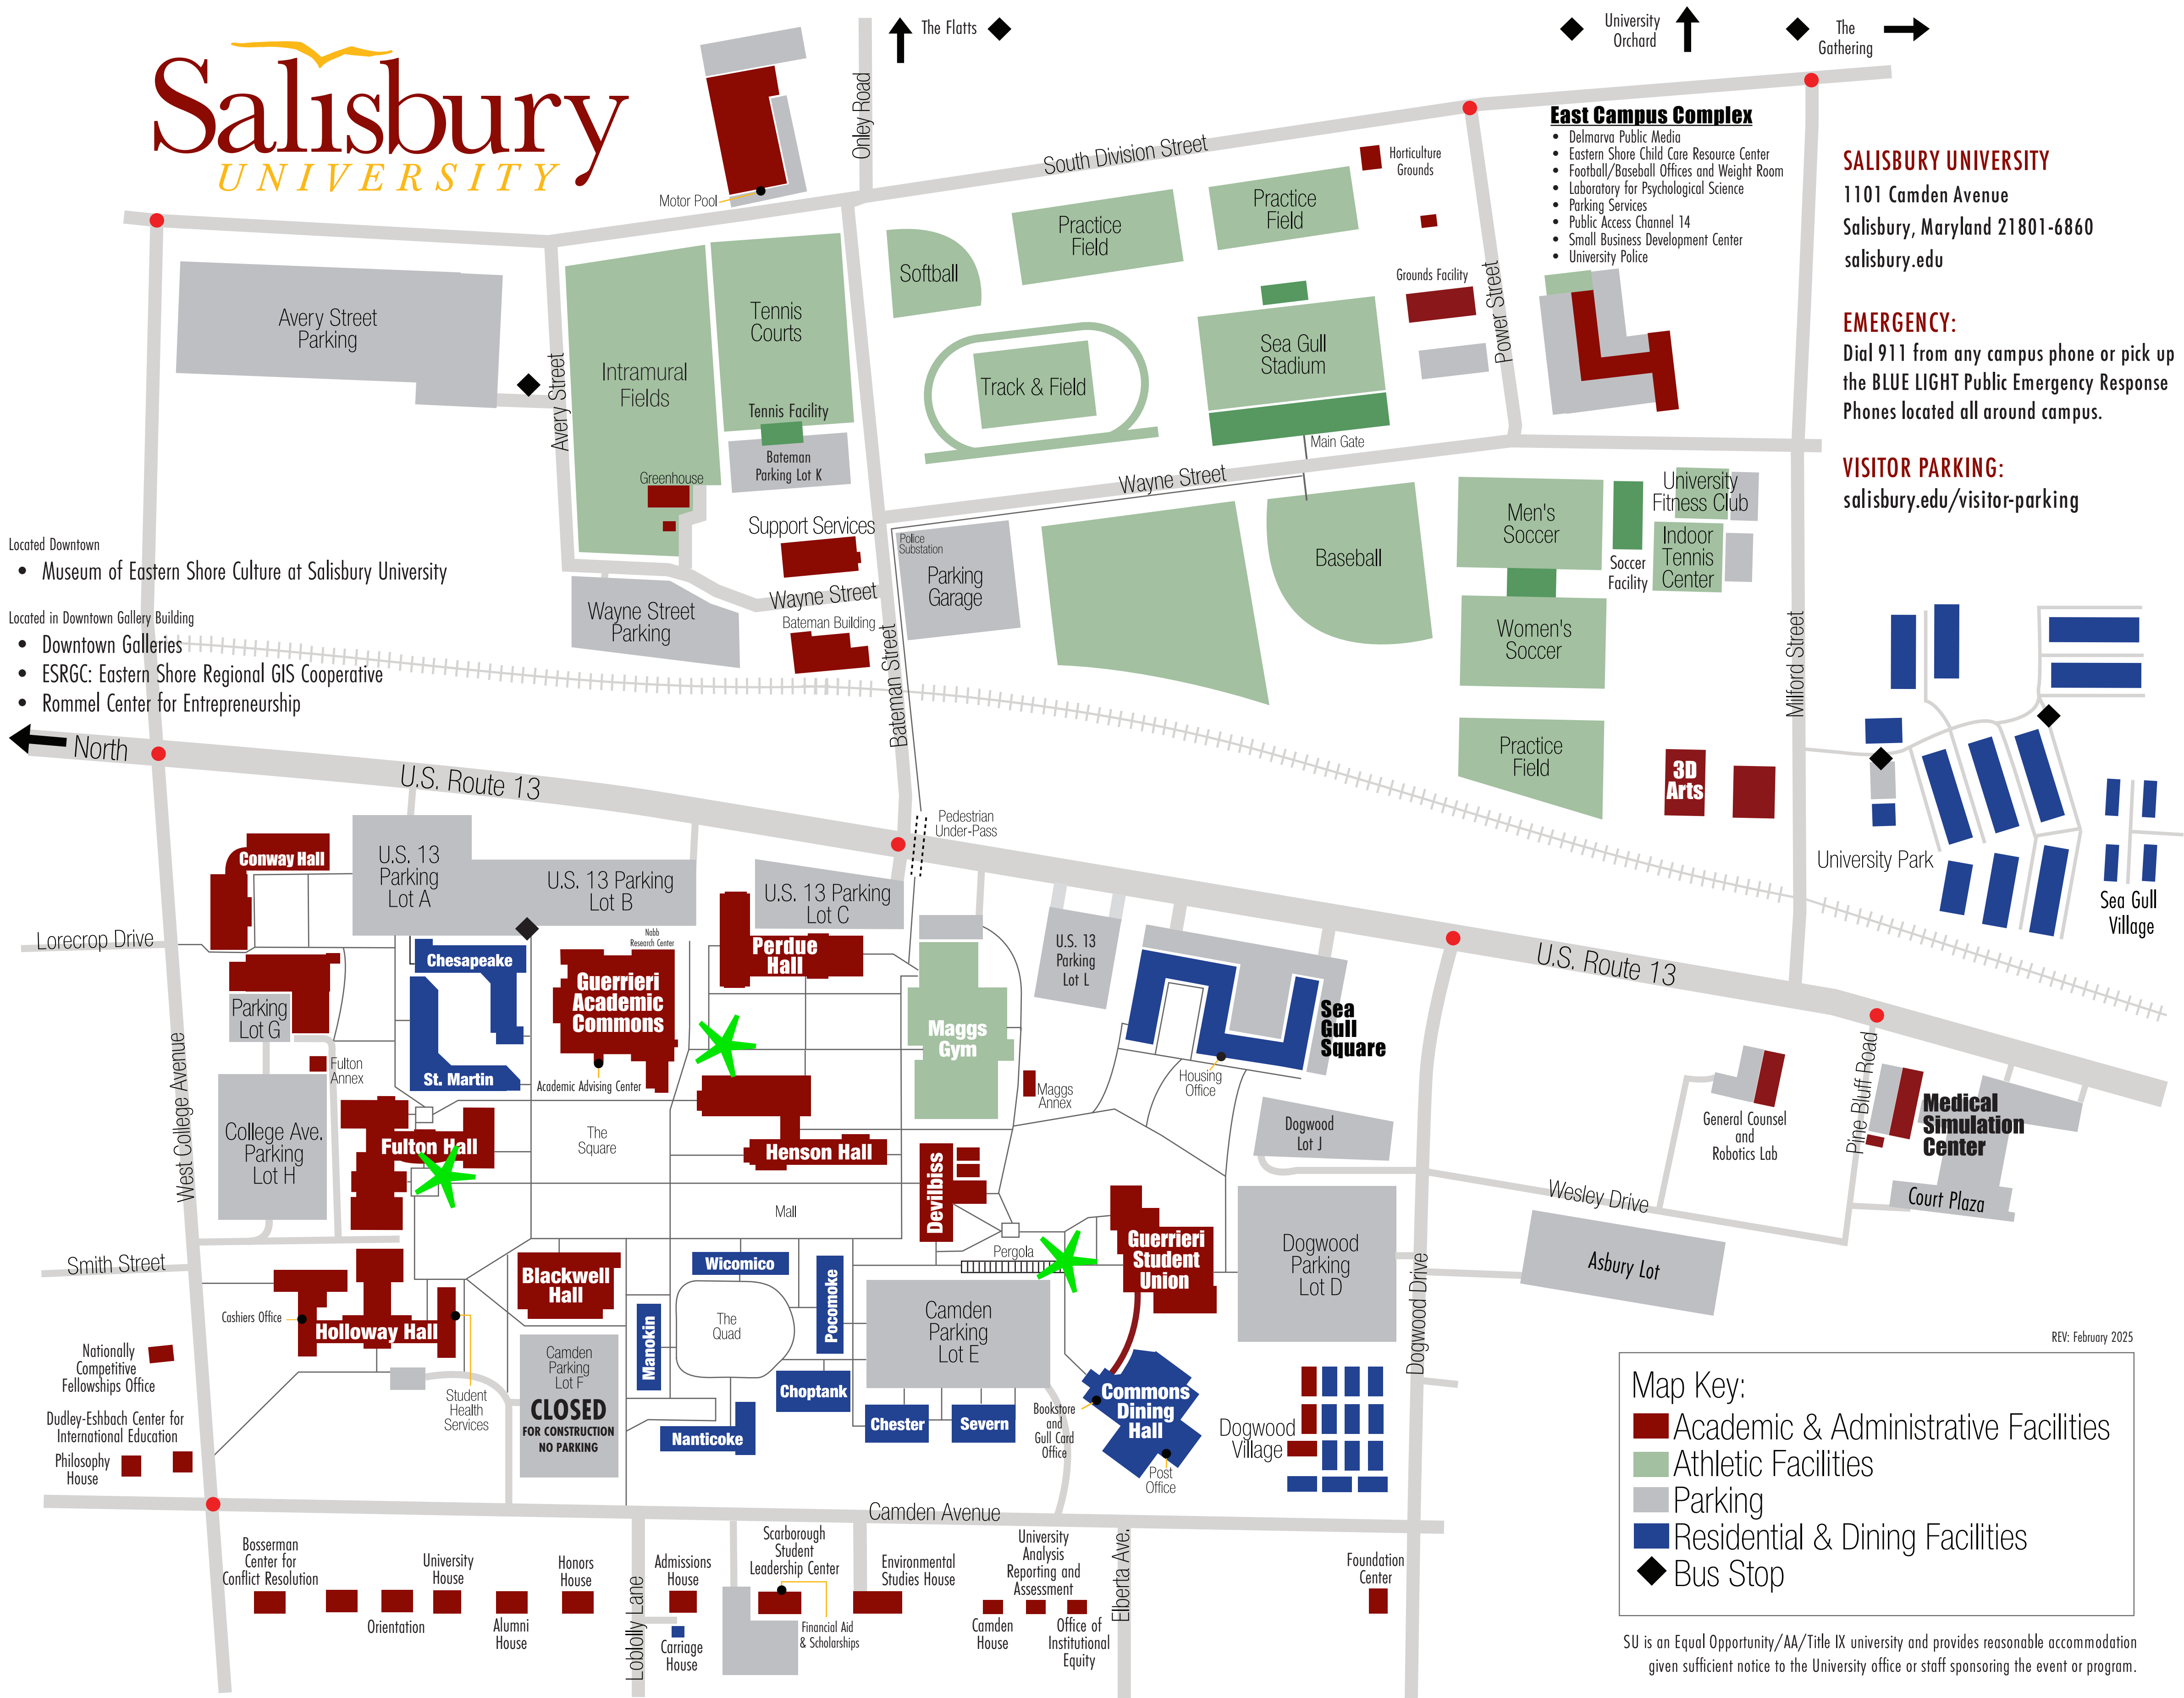 The Flatts
University
Orchard
The
Gathering
Salisbury
UNIVERSITY
Onley Road
South Division Street
Motor Pool
Horticulture
Grounds
East Campus Complex
• Delmarva Public Media
• Eastern Shore Child Care Resource Center
• Football/Baseball Offices and Weight Room
• Laboratory for Psychological Science
• Parking Services
• Public Access Channel 14
• Small Business Development Center
• University Police
SALISBURY UNIVERSITY
1101 Camden Avenue
Salisbury, Maryland 21801-6860
salisbury.edu
EMERGENCY:
Dial 911 from any campus phone or pick up
the BLUE LIGHT Public Emergency Response
Phones located all around campus.
VISITOR PARKING:
salisbury.edu/visitor-parking
Practice
Field
Practice
Field
Softball
Grounds Facility
Power Street
Avery Street
Parking
Avery Street
Intramural
Fields
Tennis
Courts
Tennis Facility
Bateman
Parking Lot K
Track & Field
Sea Gull
Stadium
Main Gate
Wayne Street
Greenhouse
Support Services
Police
Substation
Parking
Garage
Wayne Street
Wayne Street
Parking
Bateman Building
Bateman Street
Baseball
Men's
Soccer
Soccer
Facility
University
Fitness Club
Indoor
Tennis
Center
Women's
Soccer
Milford Street
Practice
Field
3D
Arts
University Park
Sea Gull
Village
Located Downtown
• Museum of Eastern Shore Culture at Salisbury University
Located in Downtown Gallery Building
• Downtown Galleries
• ESRGC: Eastern Shore Regional GIS Cooperative
• Rommel Center for Entrepreneurship
North
U.S. Route 13
Pedestrian
Under-Pass
U.S. Route 13
Conway Hall
U.S. 13
Parking
Lot A
U.S. 13 Parking
Lot B
U.S. 13 Parking
Lot C
Lorecrop Drive
Nabb
Research Center
Chesapeake
Guerrieri
Academic
Commons
Perdue
Hall
U.S. 13
Parking
Lot L
Sea
Gull
Square
Parking
Lot G
Fulton
Annex
St. Martin
Academic Advising Center
Maggs
Gym
Maggs
Annex
Housing
Office
West College Avenue
College Ave.
Parking
Lot H
Fulton Hall
The
Square
Henson Hall
Dogwood
Lot J
General Counsel
and
Robotics Lab
Pine Bluff Road
Medical
Simulation
Center
Court Plaza
Devilbiss
Mall
Wesley Drive
Pergola
Guerrieri
Student
Union
Dogwood
Parking
Lot D
Asbury Lot
Smith Street
Blackwell
Hall
Wicomico
Pocomoke
Camden
Parking
Lot E
Dogwood Drive
Cashiers Office
Holloway Hall
Manokin
The
Quad
Nationally
Competitive
Fellowships Office
Camden
Parking
Lot F
CLOSED
FOR CONSTRUCTION
NO PARKING
Student
Health
Services
Choptank
Nanticoke
Chester
Severn
Bookstore
and
Gull Card
Office
Commons
Dining
Hall
Post
Office
Dogwood
Village
Dudley-Eshbach Center for
International Education
Philosophy
House
Camden Avenue
Bosserman
Center for
Conflict Resolution
Orientation
University
House
Alumni
House
Honors
House
Loblolly Lane
Admissions
House
Carriage
House
Scarborough
Student
Leadership Center
Financial Aid
& Scholarships
Environmental
Studies House
University
Analysis
Reporting and
Assessment
Camden
House
Office of
Institutional
Equity
Elberta Ave.
Foundation
Center
REV: February 2025
Map Key:
Academic & Administrative Facilities
Athletic Facilities
Parking
Residential & Dining Facilities
Bus Stop
SU is an Equal Opportunity/AA/Title IX university and provides reasonable accommodation
given sufficient notice to the University office or staff sponsoring the event or program.